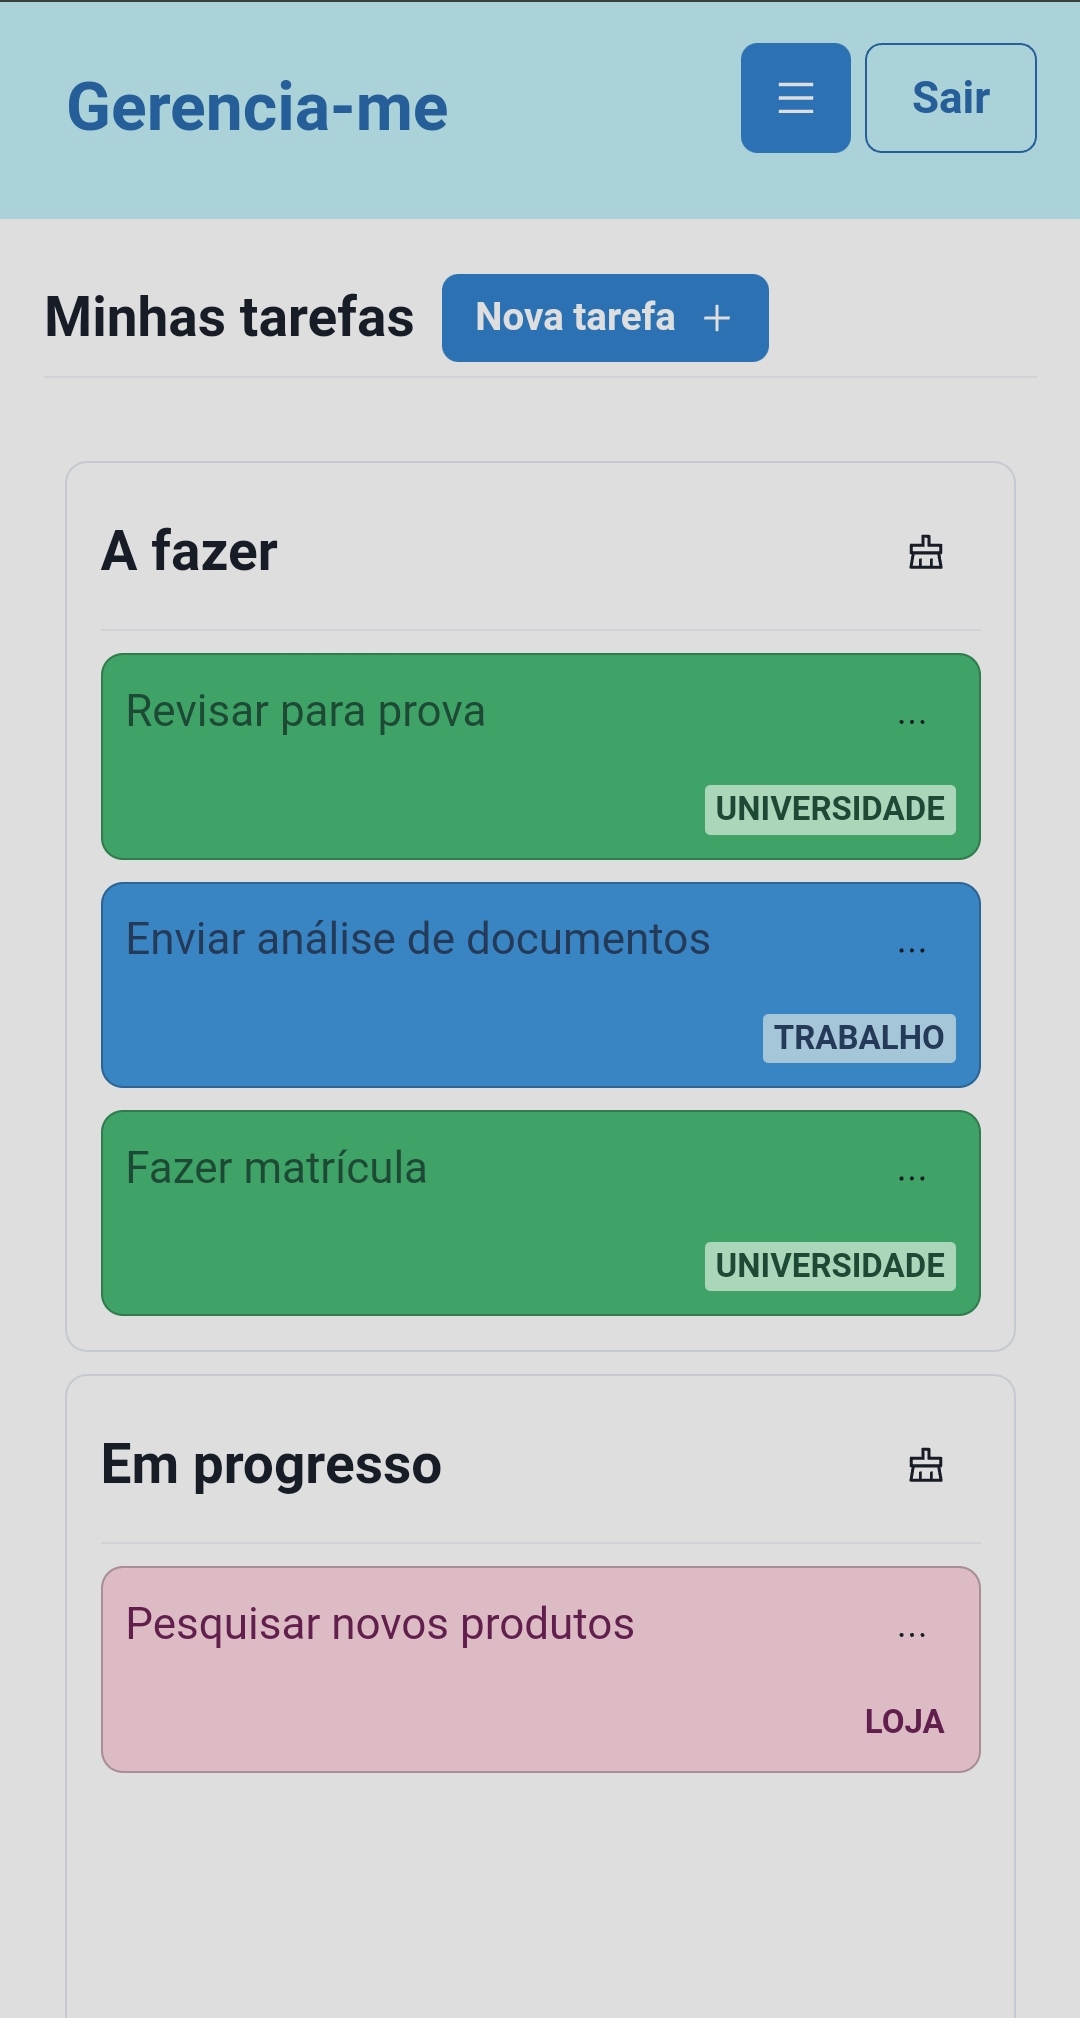 Gerencia-me
Sair
Minhas tarefas
Nova tarefa +
A fazer
Revisar para prova
...
UNIVERSIDADE
Enviar análise de documentos
...
TRABALHO
Fazer matrícula
...
UNIVERSIDADE
Em progresso
Pesquisar novos produtos
...
LOJA